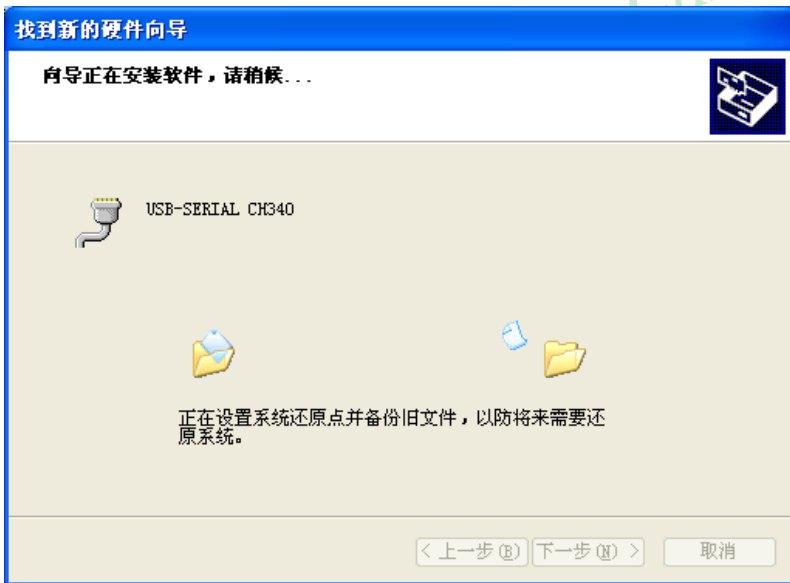 找到新的硬件向导
向导正在安装软件，请稍候...
USB-SERIAL CH340
正在设置系统还原点并备份旧文件，以防将来需要还
原系统。
< 上一步(B) 下一步(N) > 取消